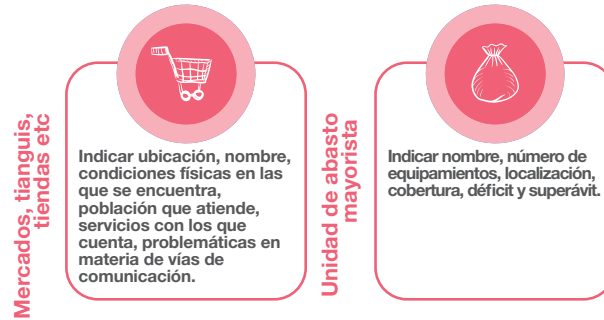 Mercados, tianguis,
tiendas etc
Indicar ubicación, nombre,
condiciones físicas en las
que se encuentra,
población que atiende,
servicios con los que
cuenta, problemáticas en
materia de vías de
comunicación.
Unidad de abasto
mayorista
Indicar nombre, número de
equipamientos, localización,
cobertura, déficit y superávit.